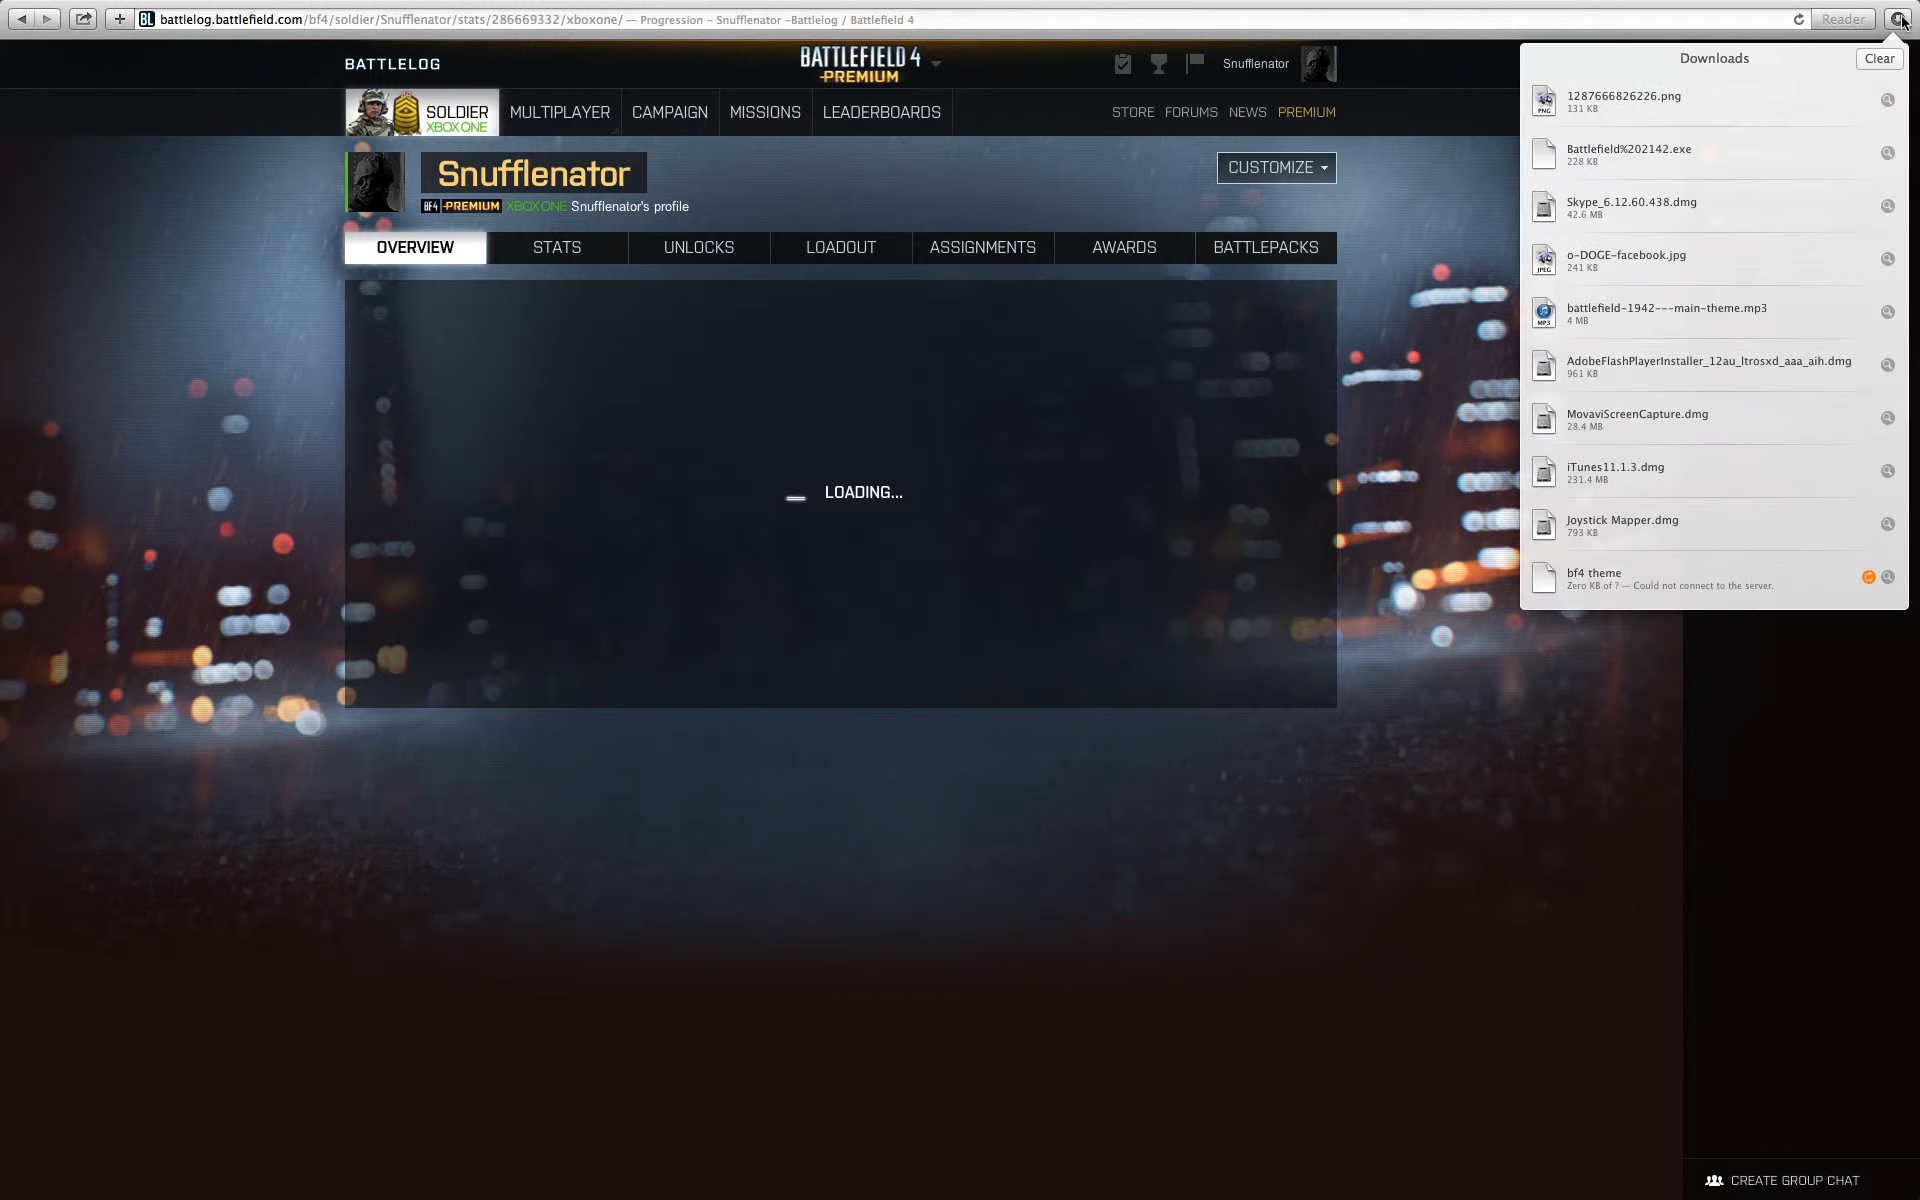 BL battlelog.battlefield.com/bf4/soldier/Snufflenator/stats/286669332/xboxone/ — Progression - Snufflenator -Battlelog / Battlefield 4
Reader
BATTLELOG
BATTLEFIELD 4
PREMIUM
Snufflenator
SOLDIER
XBOX ONE
MULTIPLAYER
CAMPAIGN
MISSIONS
LEADERBOARDS
STORE
FORUMS
NEWS
PREMIUM
Snufflenator
BF4 PREMIUM XBOX ONE Snufflenator's profile
CUSTOMIZE
OVERVIEW
STATS
UNLOCKS
LOADOUT
ASSIGNMENTS
AWARDS
BATTLEPACKS
LOADING...
Downloads
Clear
PNG
1287666826226.png
131 KB
Battlefield%202142.exe
228 KB
Skype_6.12.60.438.dmg
42.6 MB
JPEG
o-DOGE-facebook.jpg
241 KB
MP3
battlefield-1942---main-theme.mp3
4 MB
AdobeFlashPlayerInstaller_12au_ltrosxd_aaa_aih.dmg
961 KB
MovaviScreenCapture.dmg
28.4 MB
iTunes11.1.3.dmg
231.4 MB
Joystick Mapper.dmg
793 KB
bf4 theme
Zero KB of ? — Could not connect to the server.
CREATE GROUP CHAT